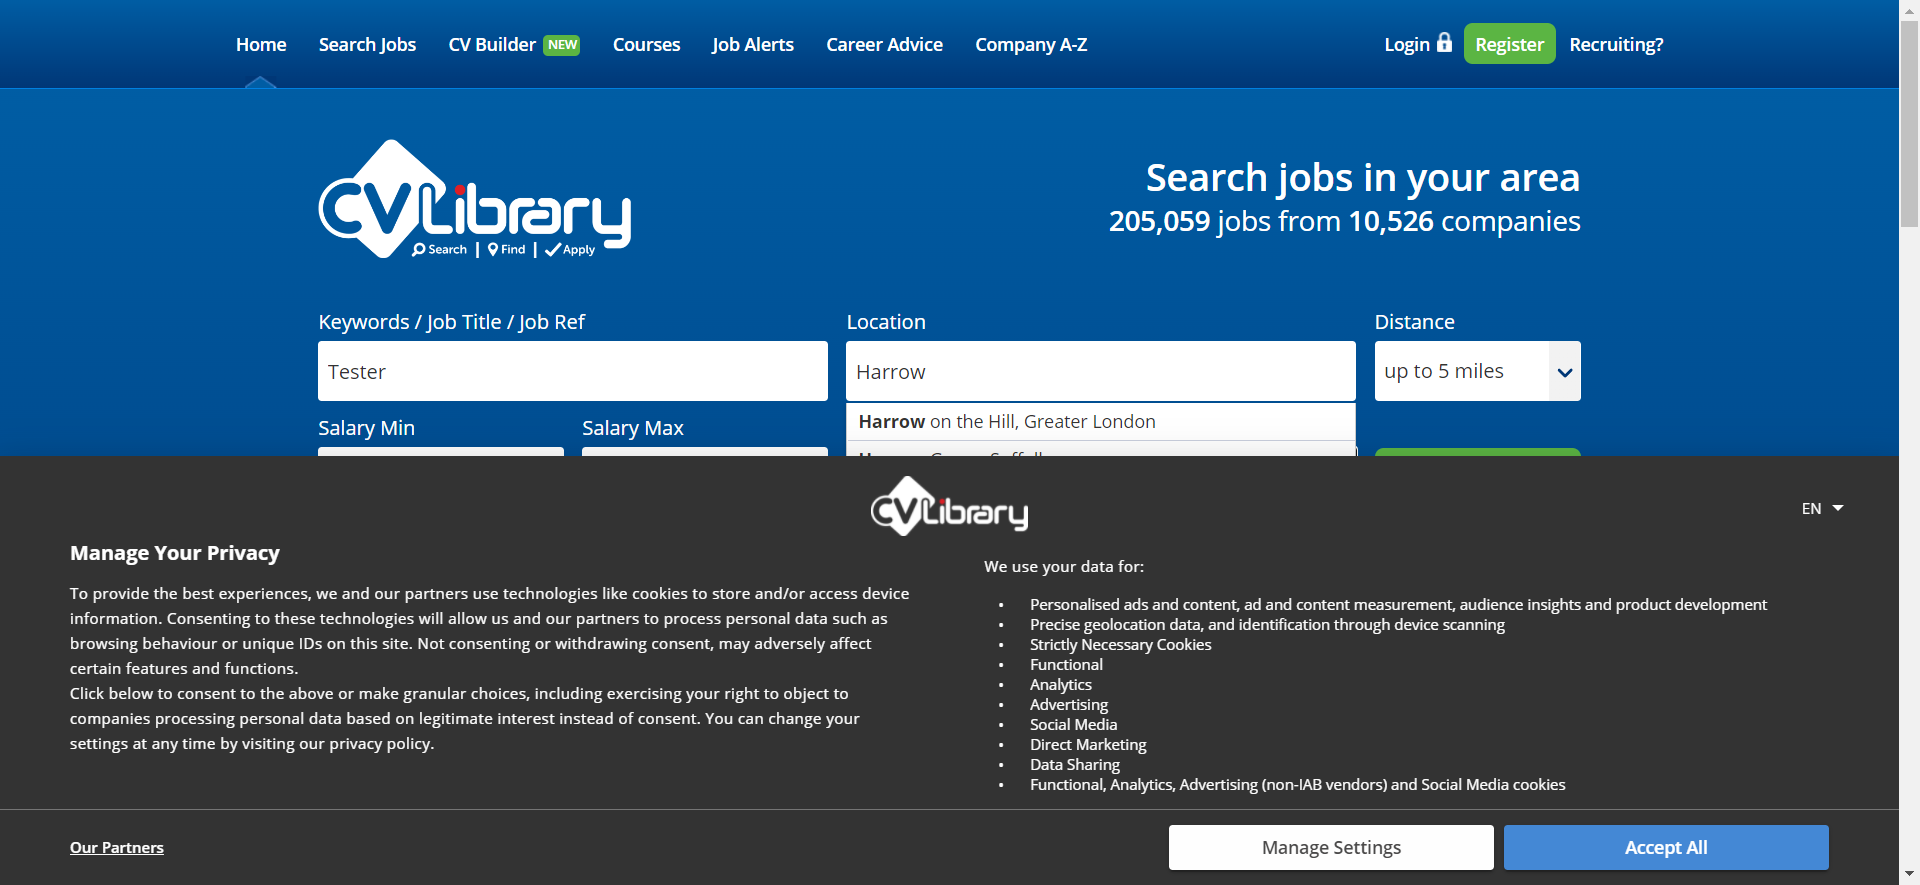 Home Search Jobs CV Builder NEW Courses Job Alerts Career Advice Company A-Z Login Register Recruiting?
CVLibrary
Search | Find | Apply
Search jobs in your area
205,059 jobs from 10,526 companies
Keywords / Job Title / Job Ref Location Distance
Tester Harrow up to 5 miles
Harrow on the Hill, Greater London
Salary Min Salary Max
CVLibrary
EN
Manage Your Privacy
To provide the best experiences, we and our partners use technologies like cookies to store and/or access device
information. Consenting to these technologies will allow us and our partners to process personal data such as
browsing behaviour or unique IDs on this site. Not consenting or withdrawing consent, may adversely affect
certain features and functions.
Click below to consent to the above or make granular choices, including exercising your right to object to
companies processing personal data based on legitimate interest instead of consent. You can change your
settings at any time by visiting our privacy policy.
We use your data for:
• Personalised ads and content, ad and content measurement, audience insights and product development
• Precise geolocation data, and identification through device scanning
• Strictly Necessary Cookies
• Functional
• Analytics
• Advertising
• Social Media
• Direct Marketing
• Data Sharing
• Functional, Analytics, Advertising (non-IAB vendors) and Social Media cookies
Our Partners Manage Settings Accept All